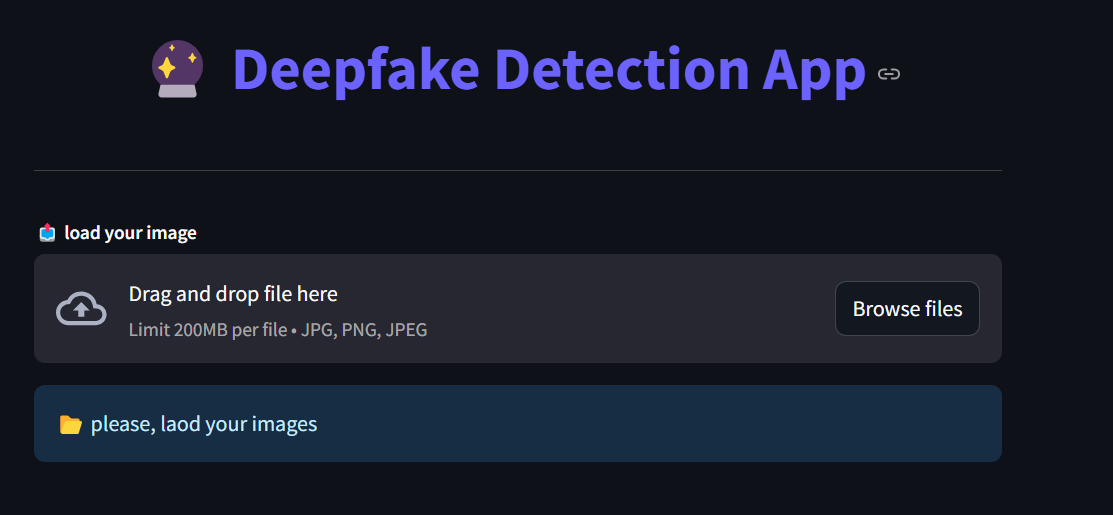 Deepfake Detection App
load your image
Drag and drop file here
Limit 200MB per file • JPG, PNG, JPEG
Browse files
please, laod your images